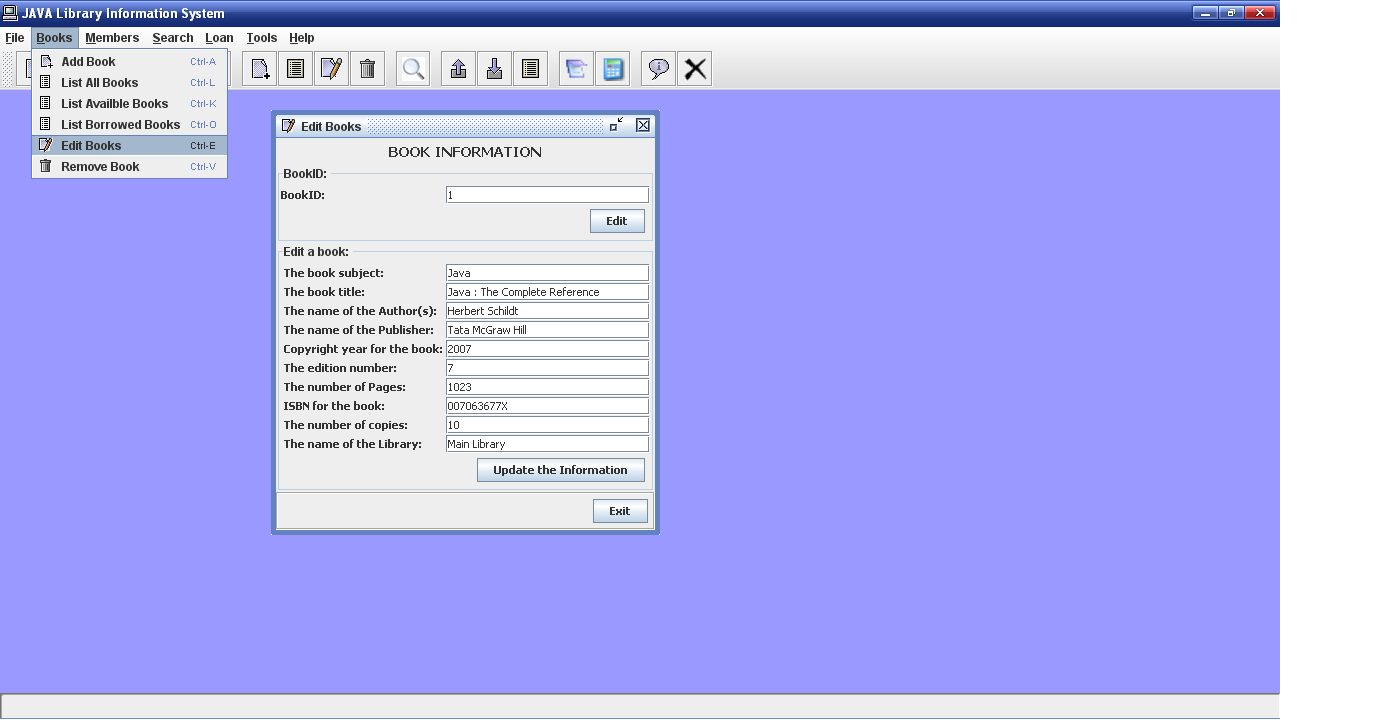 JAVA Library Information System
File Books Members Search Loan Tools Help
Add Book Ctrl-A
List All Books Ctrl-L
List Availble Books Ctrl-K
List Borrowed Books Ctrl-O
Edit Books Ctrl-E
Remove Book Ctrl-V
Edit Books
BOOK INFORMATION
BookID:
BookID: 1
Edit
Edit a book:
The book subject: Java
The book title: Java : The Complete Reference
The name of the Author(s): Herbert Schildt
The name of the Publisher: Tata McGraw Hill
Copyright year for the book: 2007
The edition number: 7
The number of Pages: 1023
ISBN for the book: 007063677X
The number of copies: 10
The name of the Library: Main Library
Update the Information
Exit